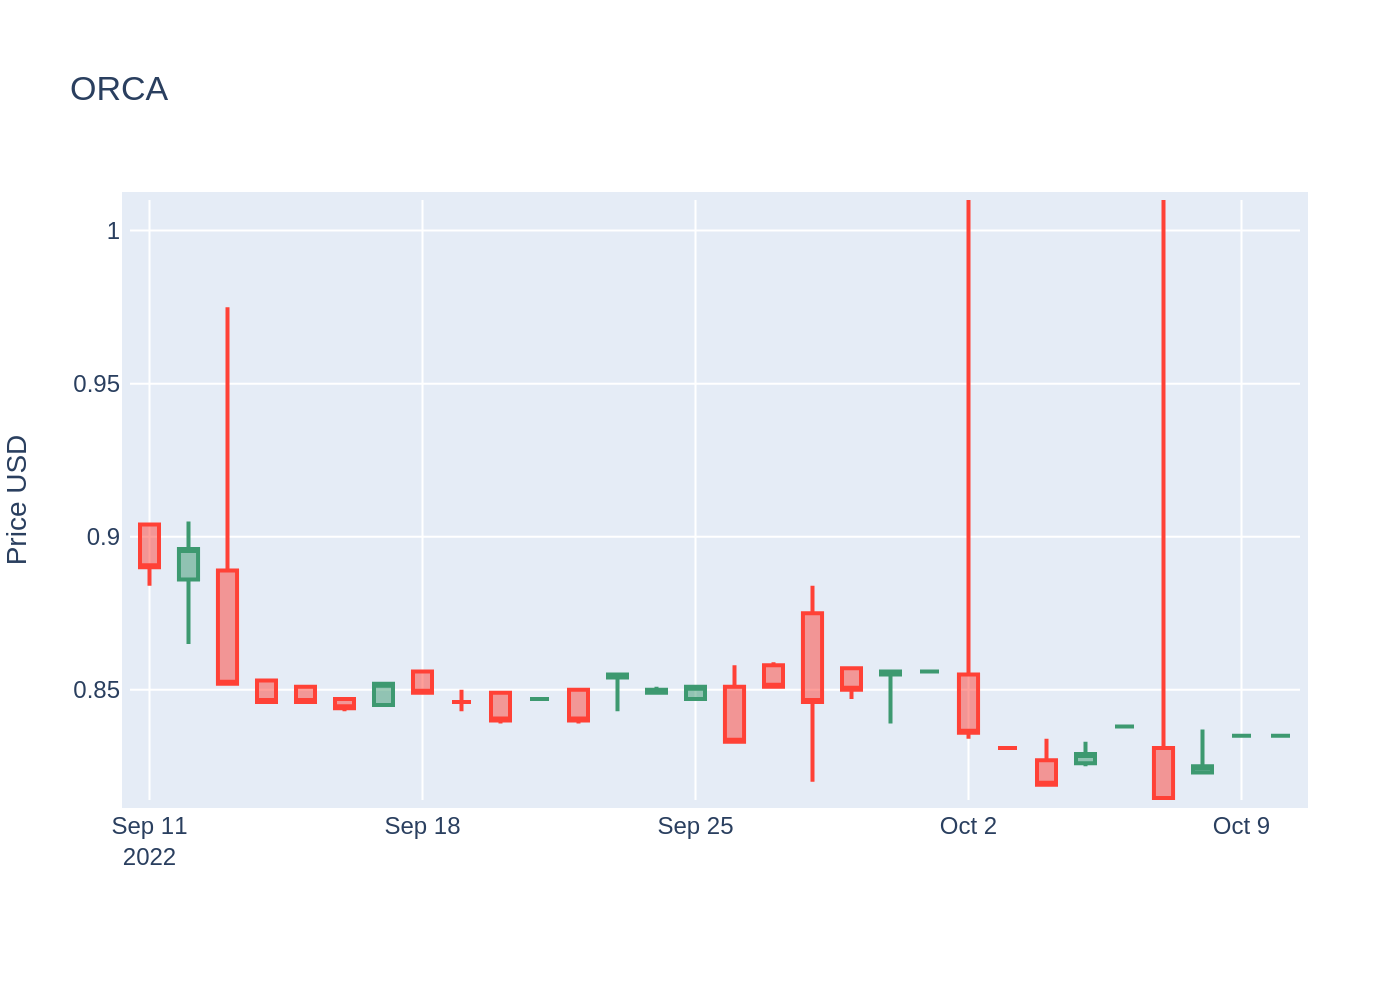 ORCA
Price USD
1
0.95
0.9
0.85
Sep 11
2022
Sep 18
Sep 25
Oct 2
Oct 9